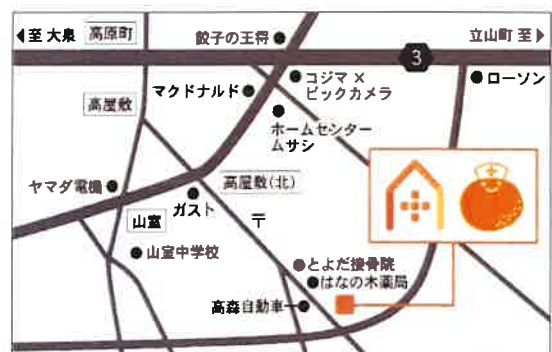 ◀至 大泉
高原町
餃子の王将
立山町 至▶
3
マクドナルド
コジマ ×
ビックカメラ
ローソン
高屋敷
ホームセンター
ムサシ
ヤマダ電機
高屋敷(北)
ガスト
山室
〒
山室中学校
とよだ接骨院
はなの木薬局
高森自動車